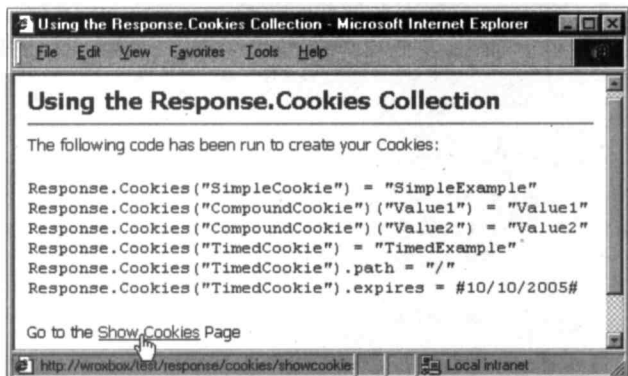 Using the Response.Cookies Collection - Microsoft Internet Explorer
File Edit View Favorites Tools Help
Using the Response.Cookies Collection
The following code has been run to create your Cookies:
Response.Cookies("SimpleCookie") = "SimpleExample"
Response.Cookies("CompoundCookie")("Value1") = "Value1"
Response.Cookies("CompoundCookie")("Value2") = "Value2"
Response.Cookies("TimedCookie") = "TimedExample"
Response.Cookies("TimedCookie").path = "/"
Response.Cookies("TimedCookie").expires = #10/10/2005#
Go to the Show Cookies Page
http://wroxbox/test/response/cookies/showcookie Local intranet